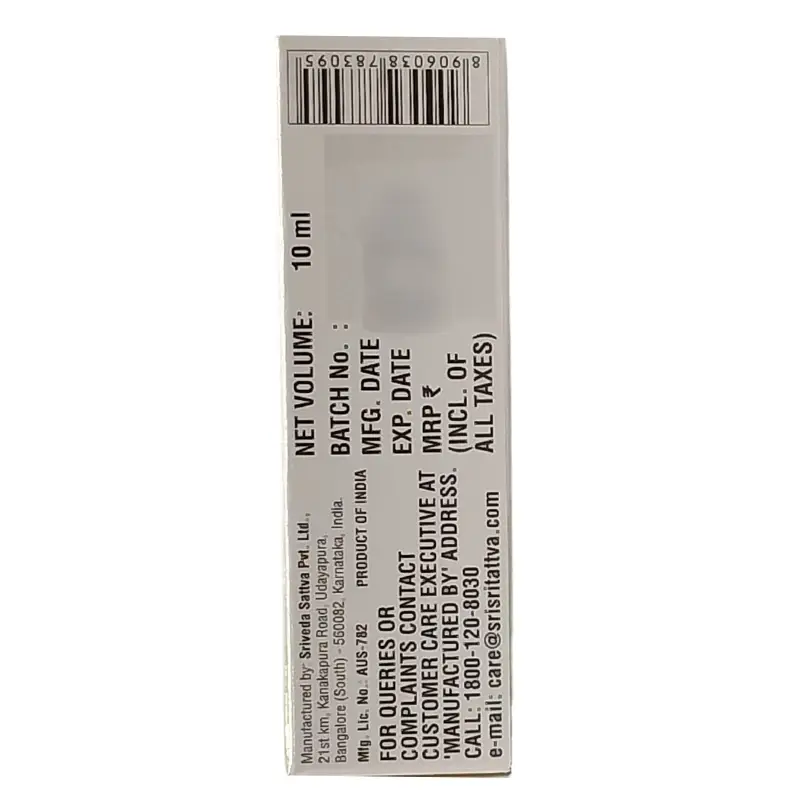 Manufactured by: Sriveda Sattva Pvt. Ltd.,
21st km, Kanakapura Road, Udayapura,
Bangalore (South) - 560082, Karnataka, India.
Mfg. Lic. No.: AUS-782 PRODUCT OF INDIA
FOR QUERIES OR
COMPLAINTS CONTACT
CUSTOMER CARE EXECUTIVE AT
'MANUFACTURED BY' ADDRESS.
CALL: 1800-120-8030
e-mail: care@srisritattva.com
NET VOLUME: 10 ml
BATCH No. :
MFG. DATE
EXP. DATE
MRP ₹
(INCL. OF
ALL TAXES)
8 906038 783095